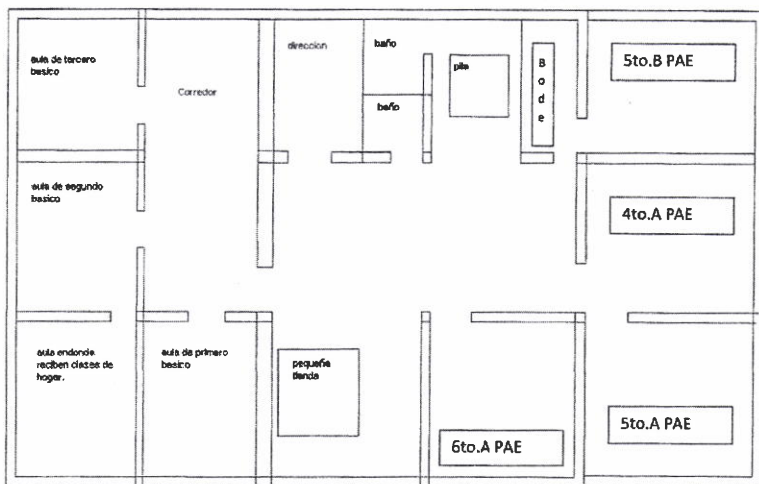 aula de tercero
basico
Corredor
direccion
baño
baño
pila
B
o
d
e
5to.B PAE
aula de segundo
basico
4to.A PAE
aula endonde
reciben clases de
hogar.
aula de primero
basico
pequeña
tienda
6to.A PAE
5to.A PAE